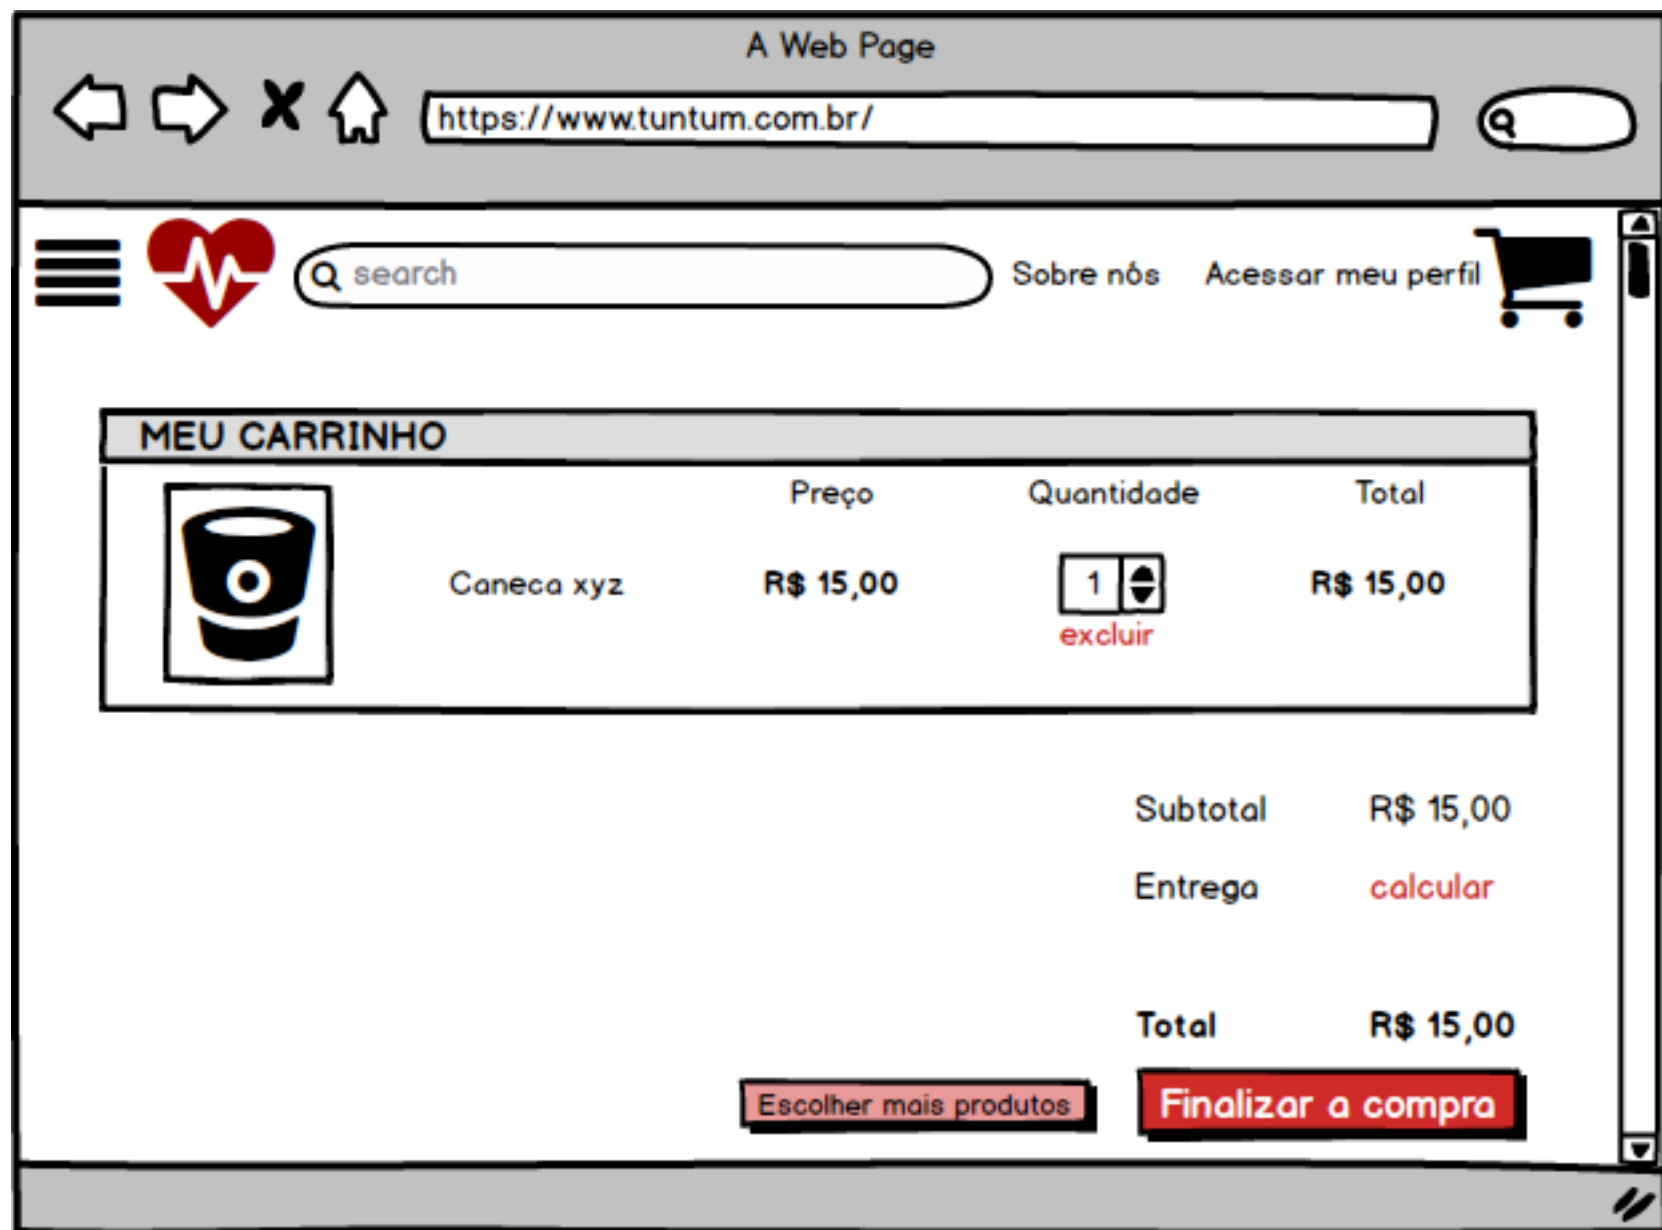 A Web Page
https://www.tuntum.com.br/
search
Sobre nós
Acessar meu perfil
MEU CARRINHO
Preço
Quantidade
Total
Caneca xyz
R$ 15,00
1
R$ 15,00
excluir
Subtotal
R$ 15,00
Entrega
calcular
Total
R$ 15,00
Escolher mais produtos
Finalizar a compra